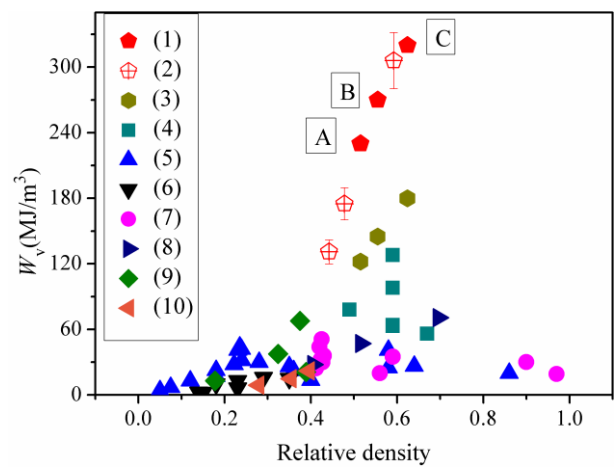 300
240
180
120
60
0
W_v(MJ/m³)
(1)
(2)
(3)
(4)
(5)
(6)
(7)
(8)
(9)
(10)
C
B
A
0.0 0.2 0.4 0.6 0.8 1.0
Relative density